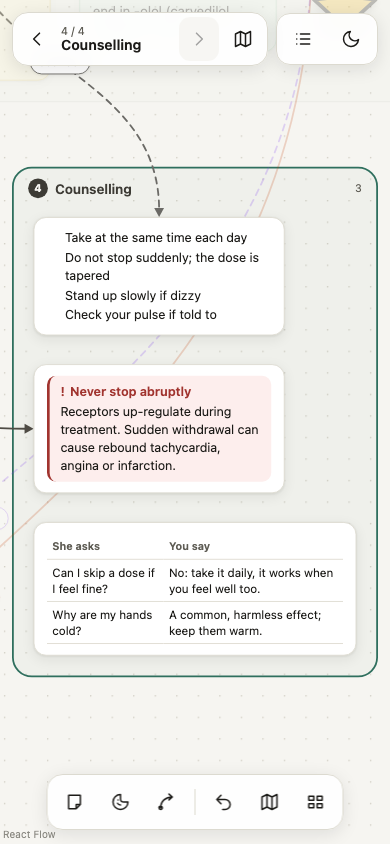 end in -olol (carvedilol
4 / 4
Counselling
4 Counselling 3
Take at the same time each day
Do not stop suddenly; the dose is
tapered
Stand up slowly if dizzy
Check your pulse if told to
! Never stop abruptly
Receptors up-regulate during
treatment. Sudden withdrawal can
cause rebound tachycardia,
angina or infarction.
She asks You say
Can I skip a dose if No: take it daily, it works when
I feel fine? you feel well too.
Why are my hands A common, harmless effect;
cold? keep them warm.
React Flow